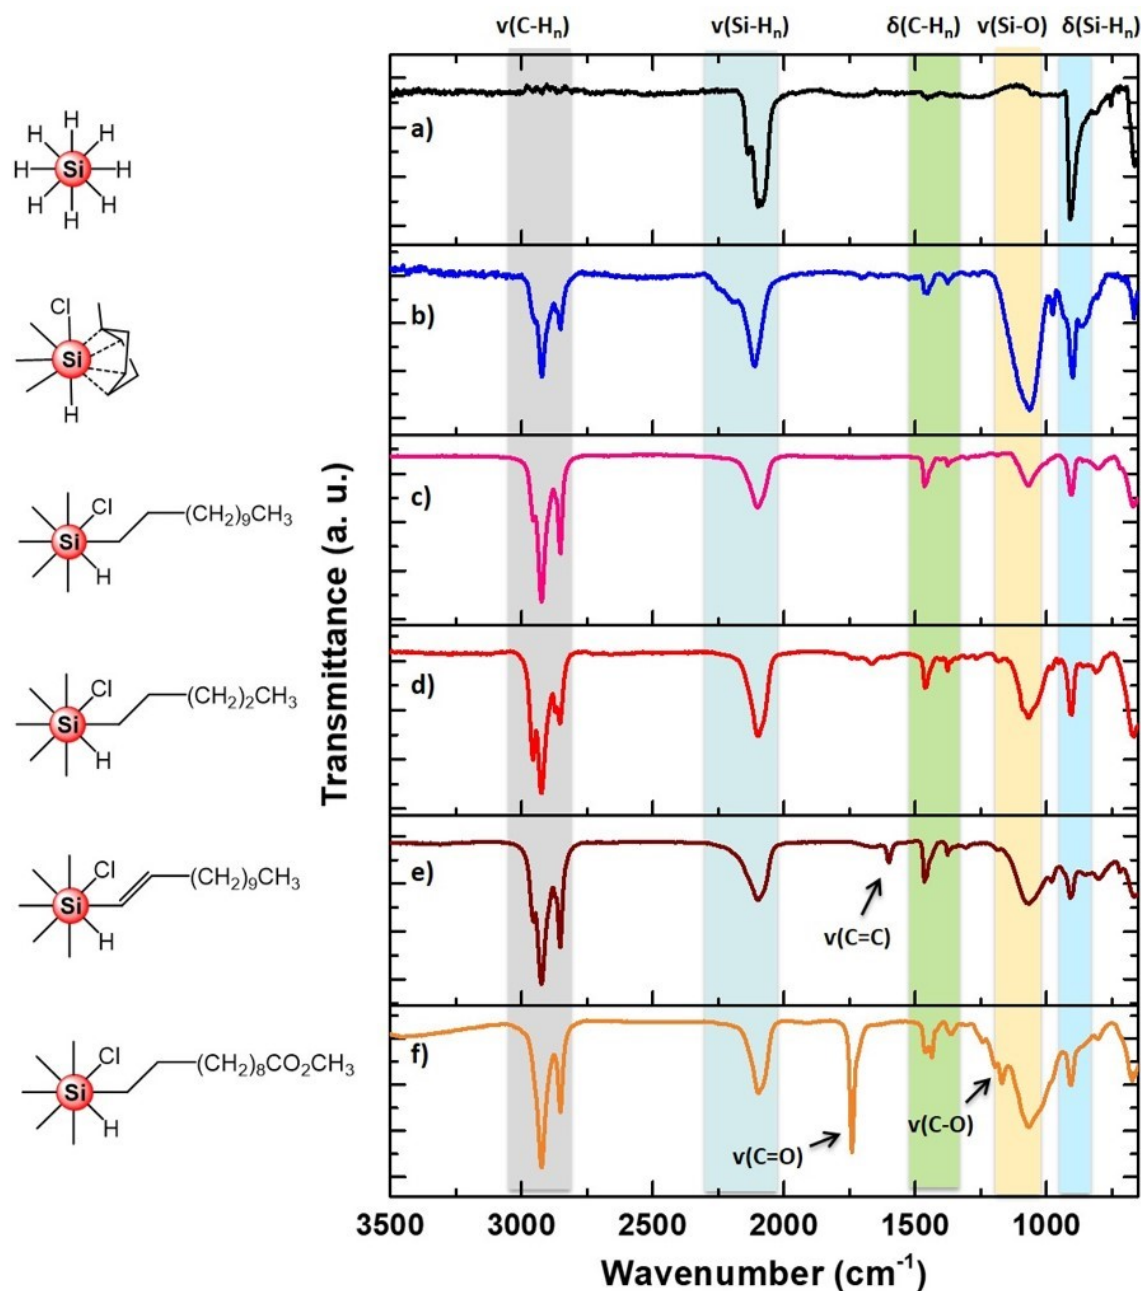 ν(C-Hn) ν(Si-Hn) δ(C-Hn) ν(Si-O) δ(Si-Hn)
a)
H
H H
H Si H
H H
H
b)
Cl
Si
H
c)
Cl
(CH2)9CH3
Si
H
d)
Cl
(CH2)2CH3
Si
H
e)
Cl
(CH2)9CH3
Si
H
ν(C=C)
f)
Cl
(CH2)8CO2CH3
Si
H
ν(C=O)
ν(C-O)
Transmittance (a. u.)
3500 3000 2500 2000 1500 1000
Wavenumber (cm-1)